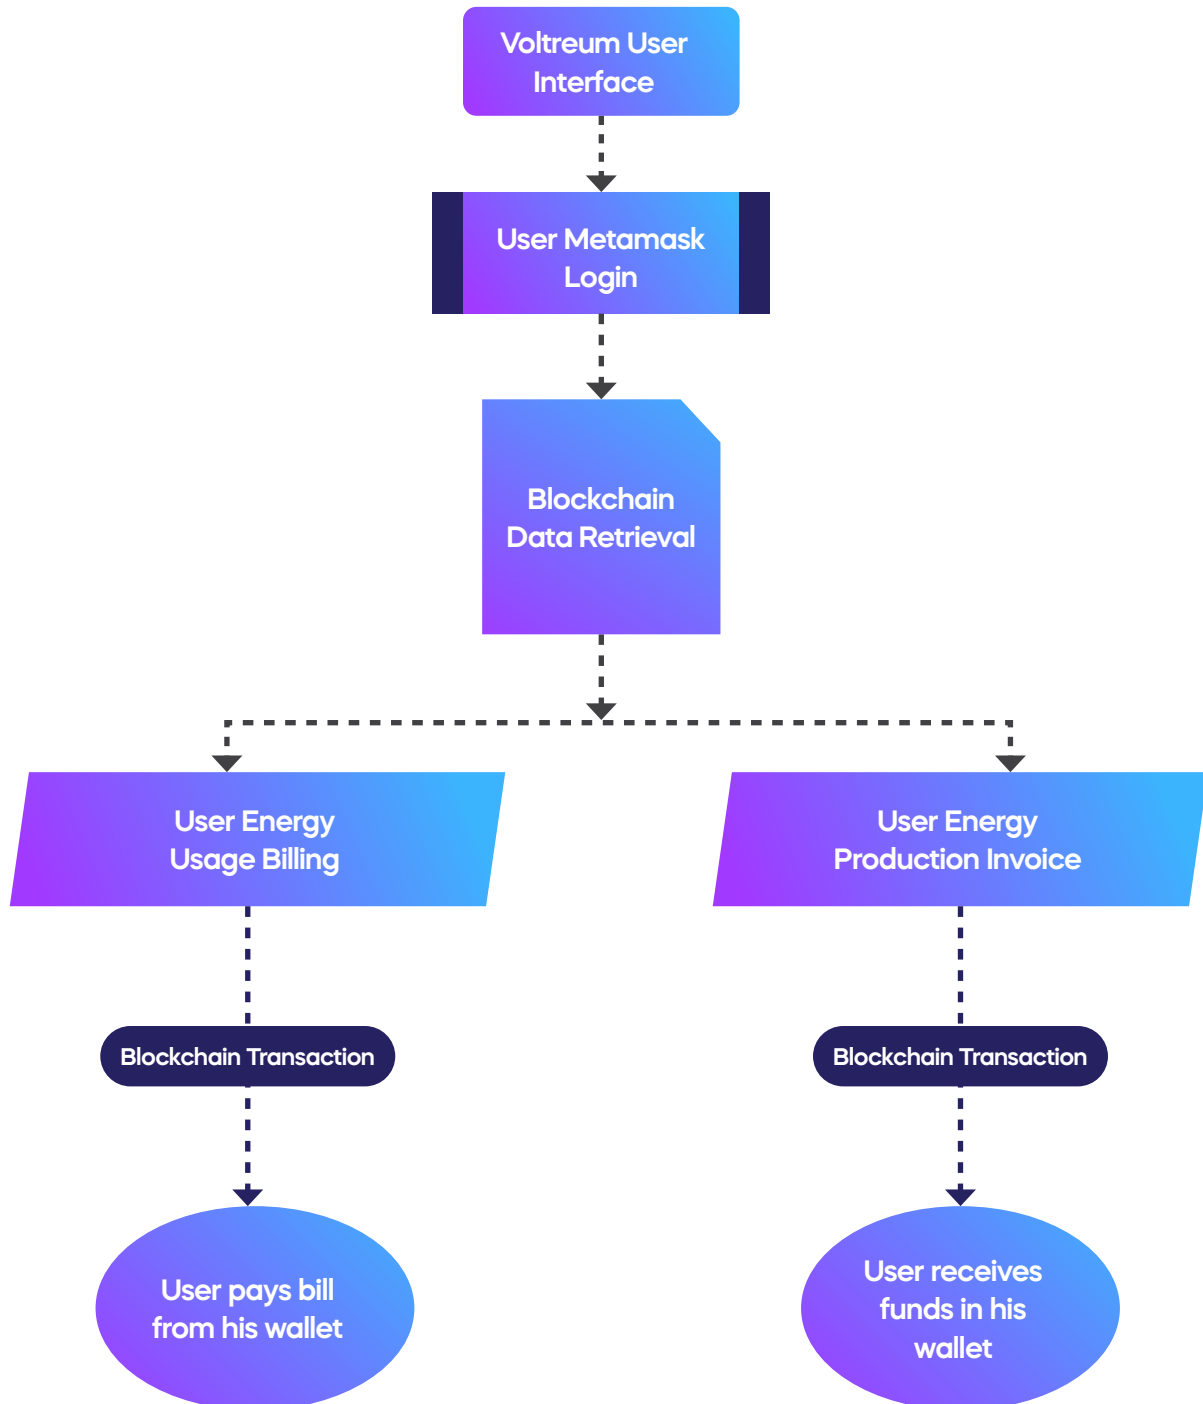 Voltreum User
Interface
User Metamask
Login
Blockchain
Data Retrieval
User Energy
Usage Billing
User Energy
Production Invoice
Blockchain Transaction
Blockchain Transaction
User pays bill
from his wallet
User receives
funds in his
wallet